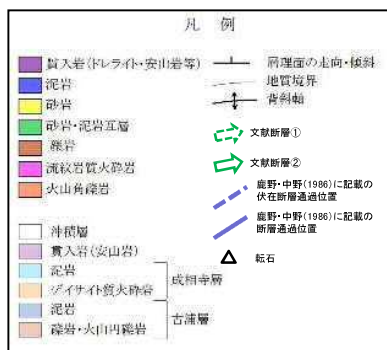 凡 例
貫入岩(ドレライト・安山岩等)
泥岩
砂岩
砂岩・泥岩互層
礫岩
流紋岩質火砕岩
火山角礫岩
沖積層
貫入岩(安山岩)
泥岩
デイサイト質火砕岩
成相寺層
泥岩
礫岩・火山円礫岩
古浦層
層理面の走向・傾斜
地質境界
背斜軸
文献断層①
文献断層②
鹿野・中野(1986)に記載の
伏在断層通過位置
鹿野・中野(1986)に記載の
断層通過位置
転石